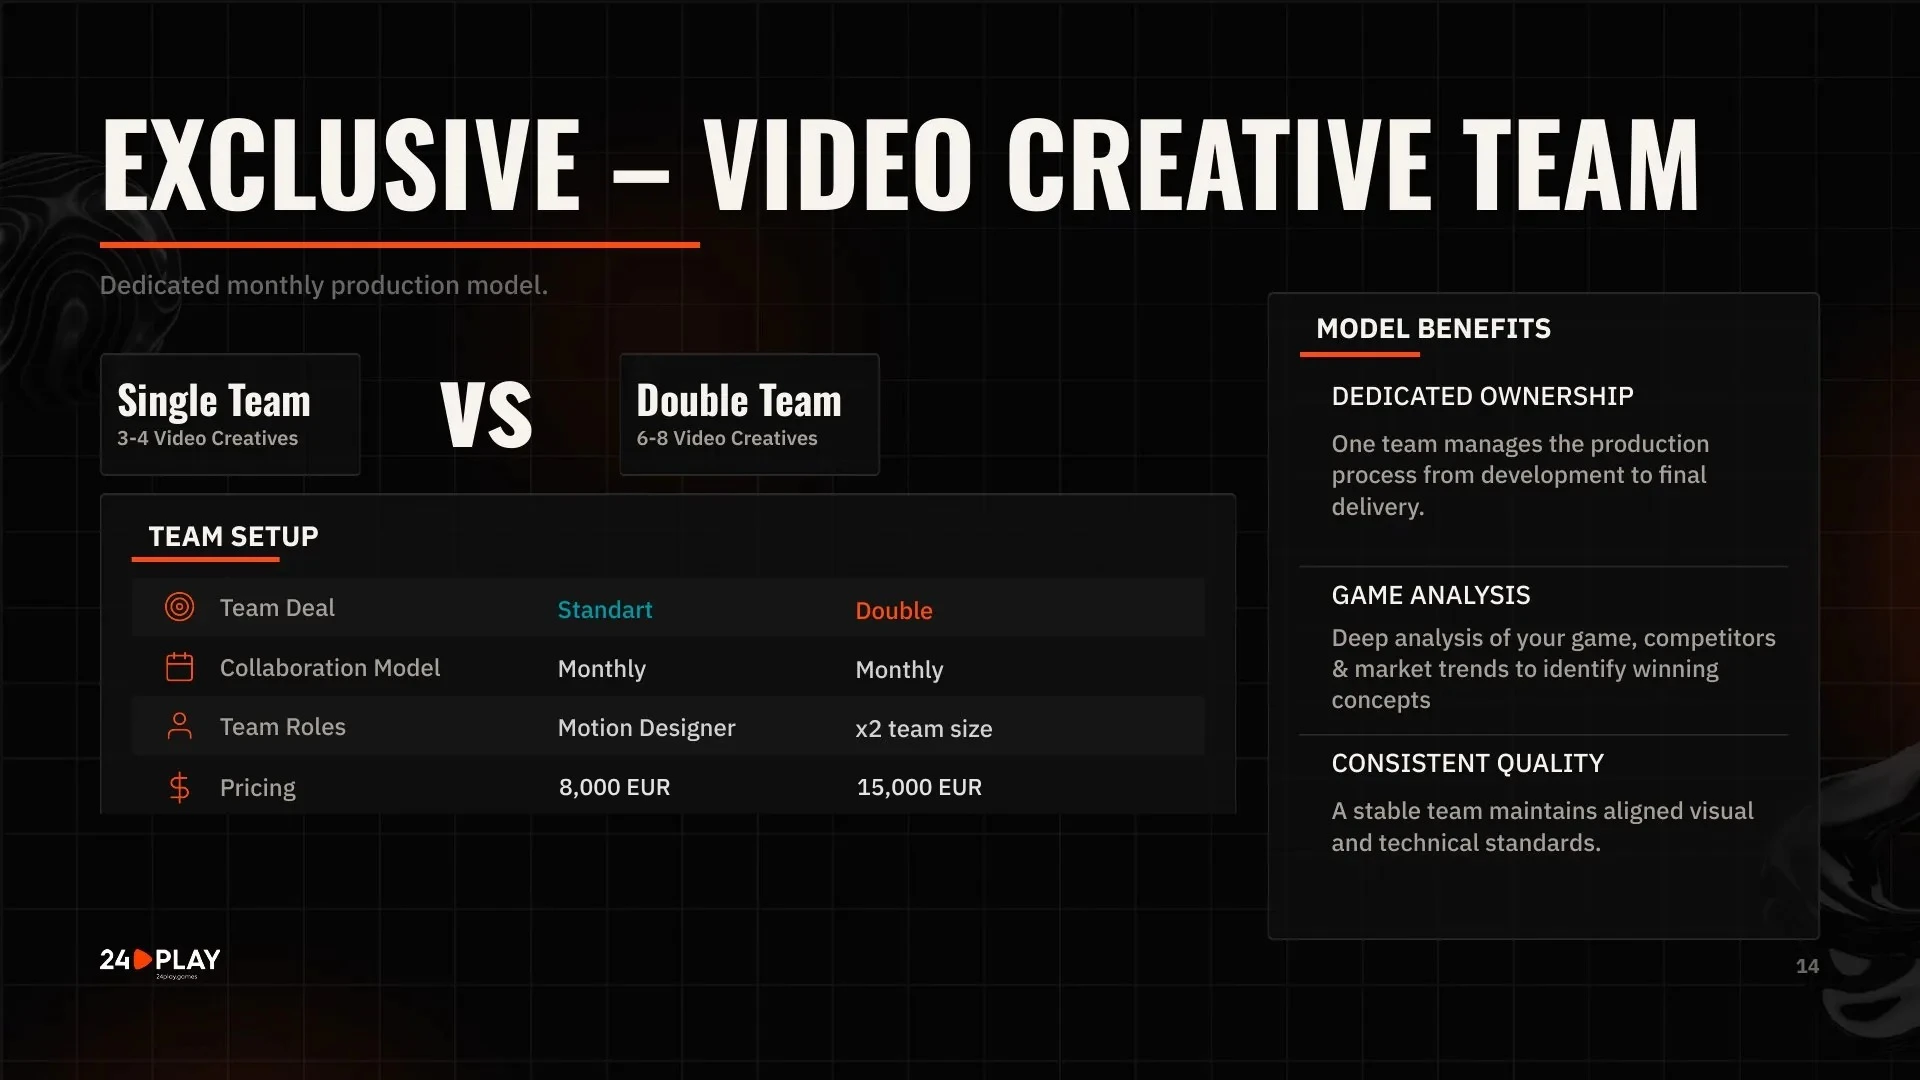 EXCLUSIVE – VIDEO CREATIVE TEAM
Dedicated monthly production model.
Single Team
3-4 Video Creatives
VS
Double Team
6-8 Video Creatives
TEAM SETUP
Team Deal Standart Double
Collaboration Model Monthly Monthly
Team Roles Motion Designer x2 team size
Pricing 8,000 EUR 15,000 EUR
MODEL BENEFITS
DEDICATED OWNERSHIP
One team manages the production
process from development to final
delivery.
GAME ANALYSIS
Deep analysis of your game, competitors
& market trends to identify winning
concepts
CONSISTENT QUALITY
A stable team maintains aligned visual
and technical standards.
24 PLAY
24play.games
14